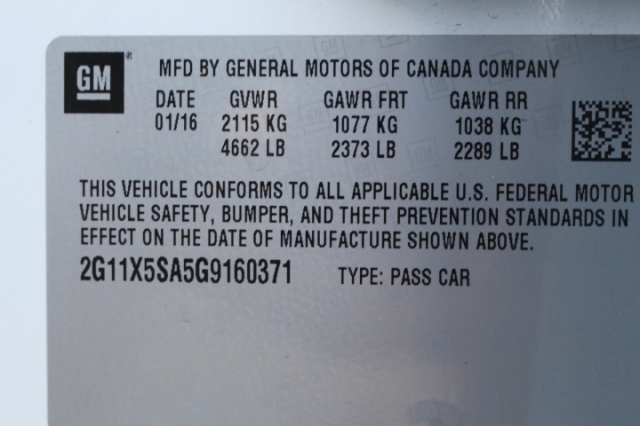 GM ® MFD BY GENERAL MOTORS OF CANADA COMPANY
DATE GVWR GAWR FRT GAWR RR
01/16 2115 KG 1077 KG 1038 KG
4662 LB 2373 LB 2289 LB
THIS VEHICLE CONFORMS TO ALL APPLICABLE U.S. FEDERAL MOTOR
VEHICLE SAFETY, BUMPER, AND THEFT PREVENTION STANDARDS IN
EFFECT ON THE DATE OF MANUFACTURE SHOWN ABOVE.
2G11X5SA5G9160371 TYPE: PASS CAR